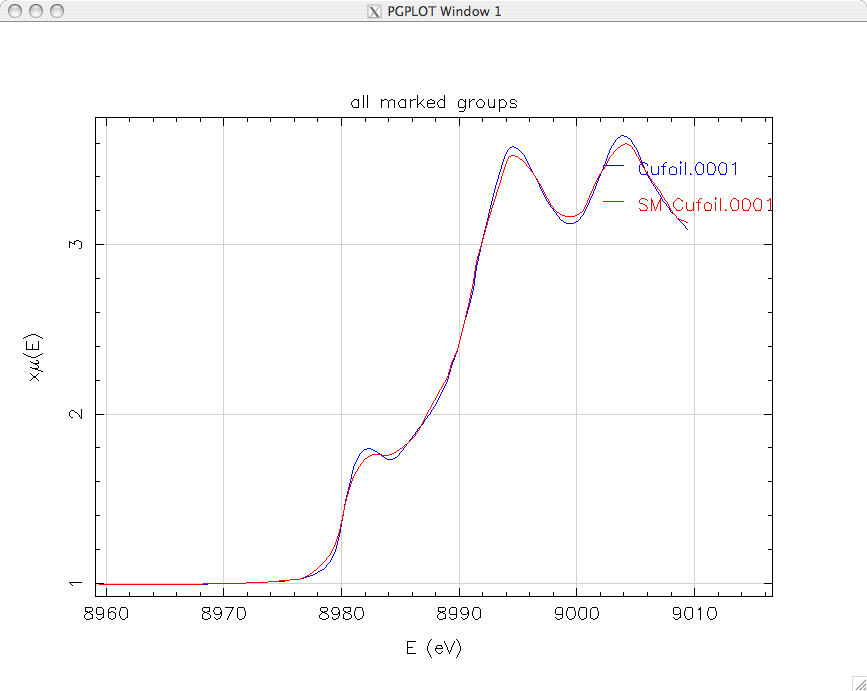 PGPLOT Window 1
all marked groups
Cufoil.0001
SM Cufoil.0001
xμ(E)
3
2
1
8960 8970 8980 8990 9000 9010
E (eV)